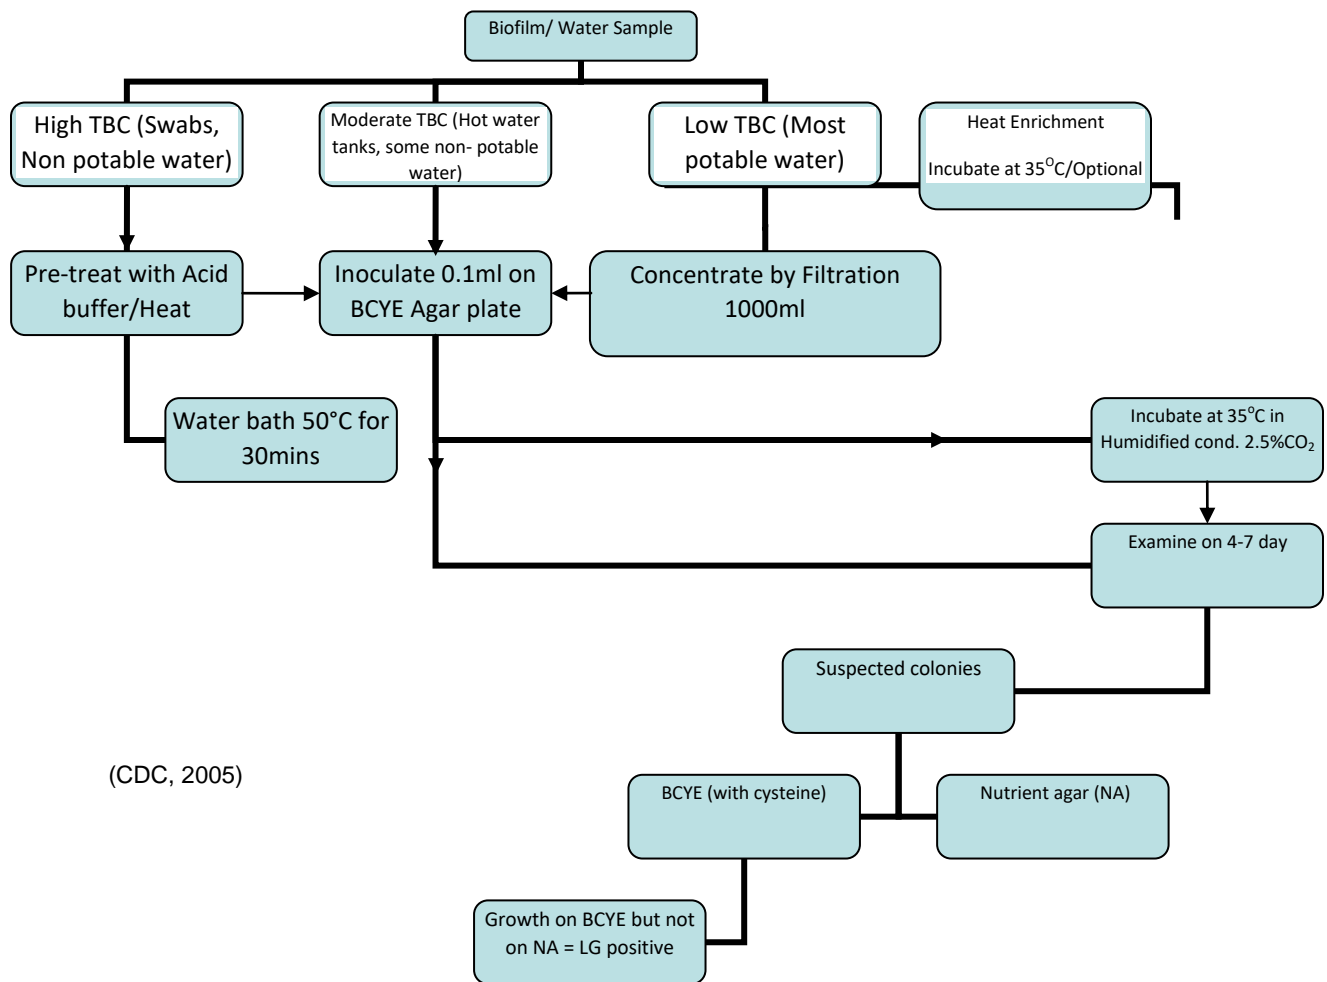 Biofilm/ Water Sample
High TBC (Swabs,
Non potable water)
Moderate TBC (Hot water
tanks, some non- potable
water)
Low TBC (Most
potable water)
Heat Enrichment
Incubate at 35⁰C/Optional
Pre-treat with Acid
buffer/Heat
Inoculate 0.1ml on
BCYE Agar plate
Concentrate by Filtration
1000ml
Water bath 50°C for
30mins
Incubate at 35⁰C in
Humidified cond. 2.5%CO₂
Examine on 4-7 day
Suspected colonies
(CDC, 2005)
BCYE (with cysteine)
Nutrient agar (NA)
Growth on BCYE but not
on NA = LG positive